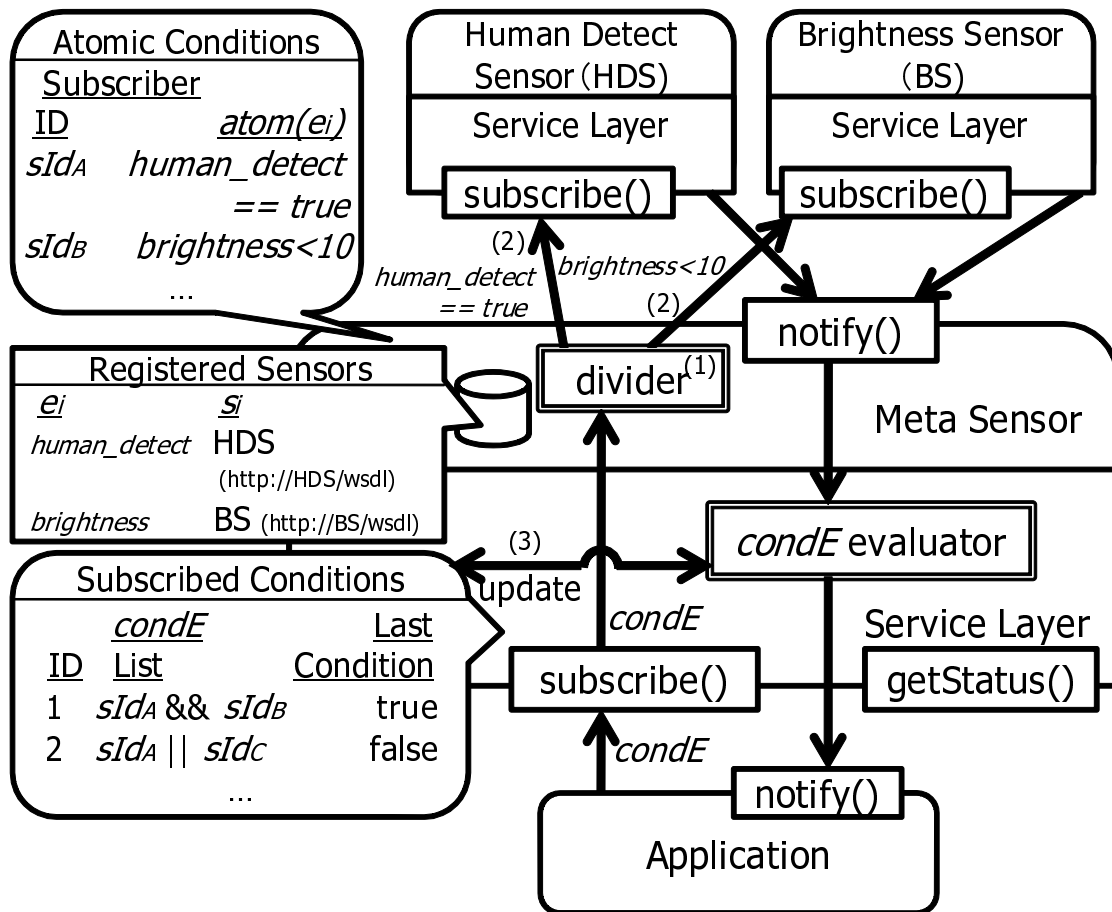 Atomic Conditions
Subscriber
ID atom(ei)
sIdA human_detect
== true
sIdB brightness<10
...
Human Detect
Sensor (HDS)
Service Layer
subscribe()
Brightness Sensor
(BS)
Service Layer
subscribe()
(2)
human_detect
== true
brightness<10
(2)
notify()
divider(1)
Meta Sensor
Registered Sensors
ei si
human_detect HDS
(http://HDS/wsdl)
brightness BS (http://BS/wsdl)
condE evaluator
(3)
update
Subscribed Conditions
condE Last
ID List Condition
1 sIdA && sIdB true
2 sIdA || sIdC false
...
condE
Service Layer
subscribe()
getStatus()
condE
notify()
Application